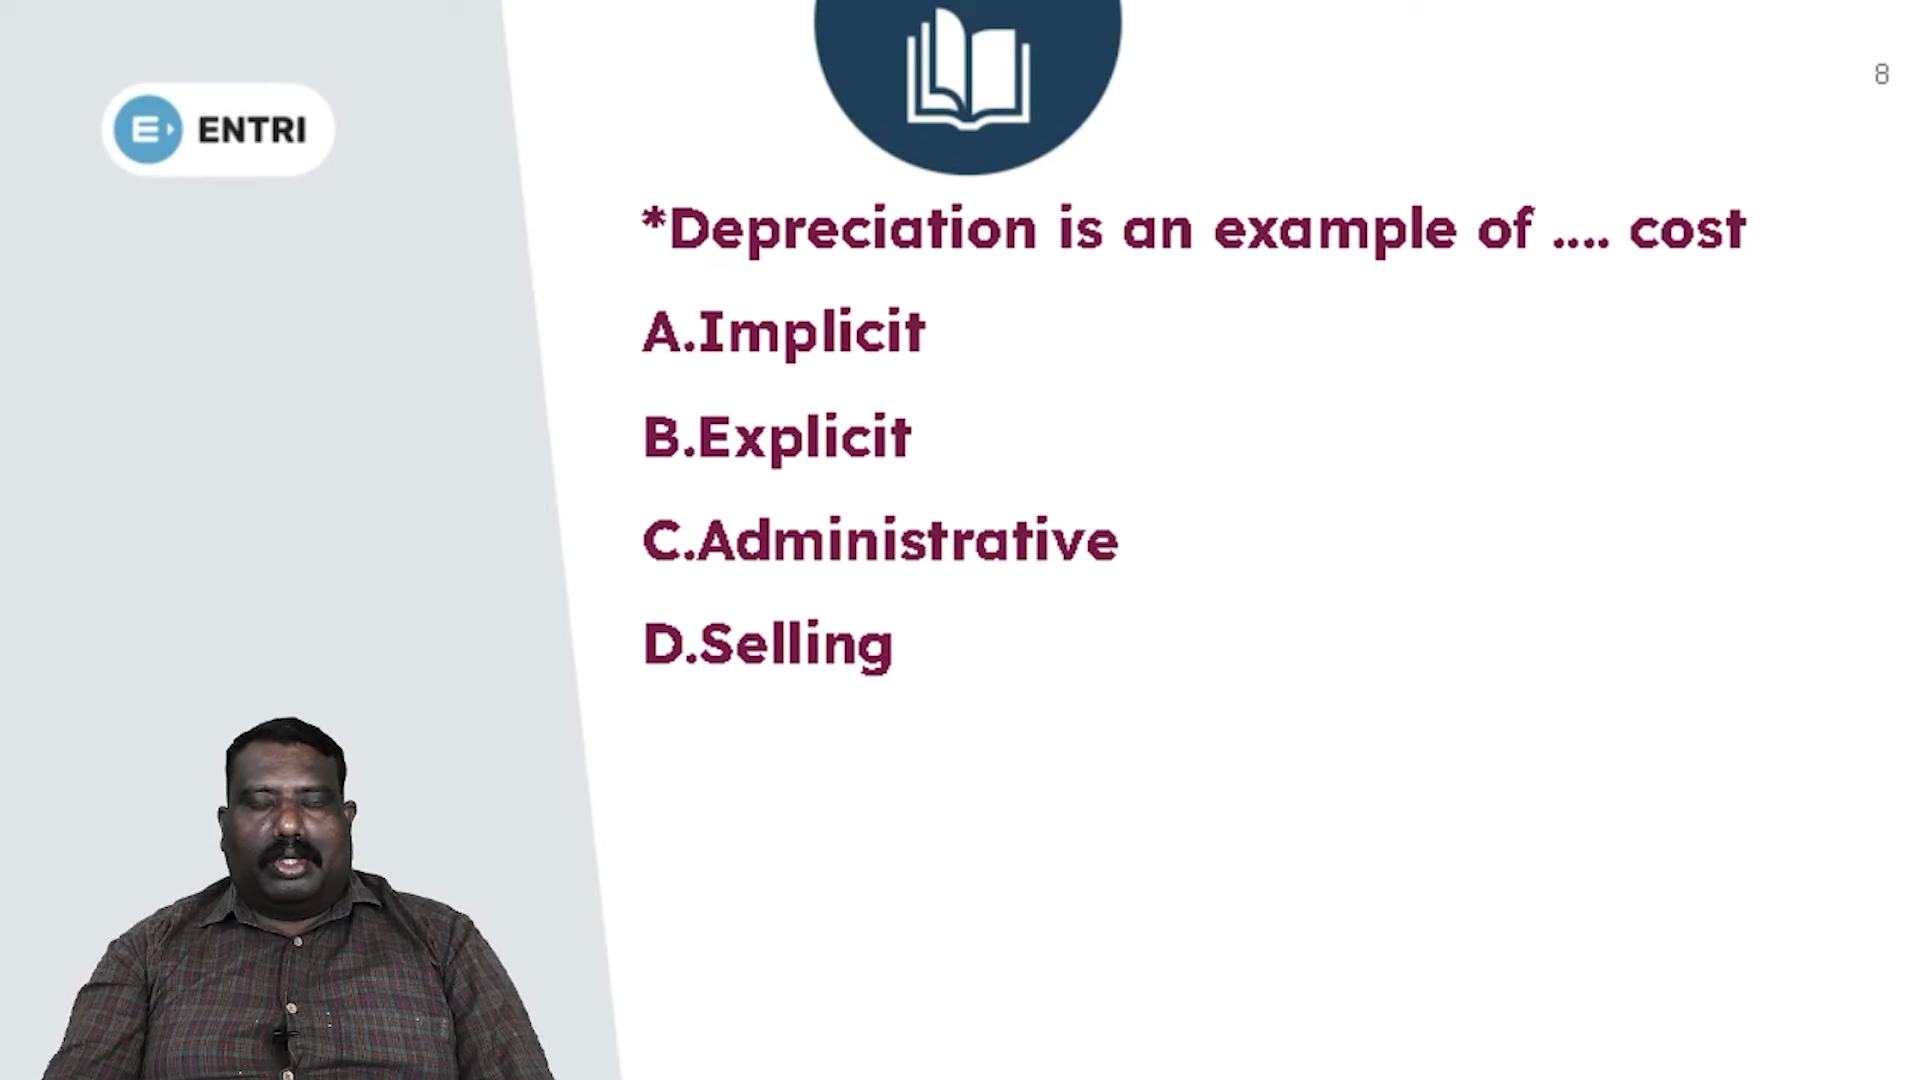 8
ENTRI
*Depreciation is an example of .... cost
A.Implicit
B.Explicit
C.Administrative
D.Selling